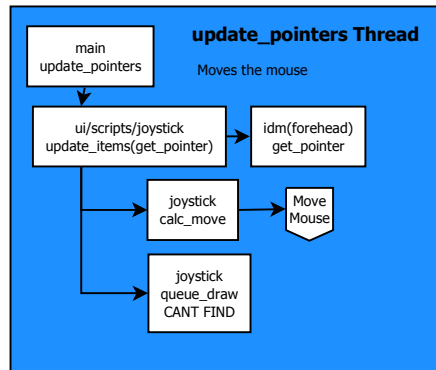 update_pointers Thread
Moves the mouse
main
update_pointers
ui/scripts/joystick
update_items(get_pointer)
idm(forehead)
get_pointer
joystick
calc_move
Move
Mouse
joystick
queue_draw
CANT FIND